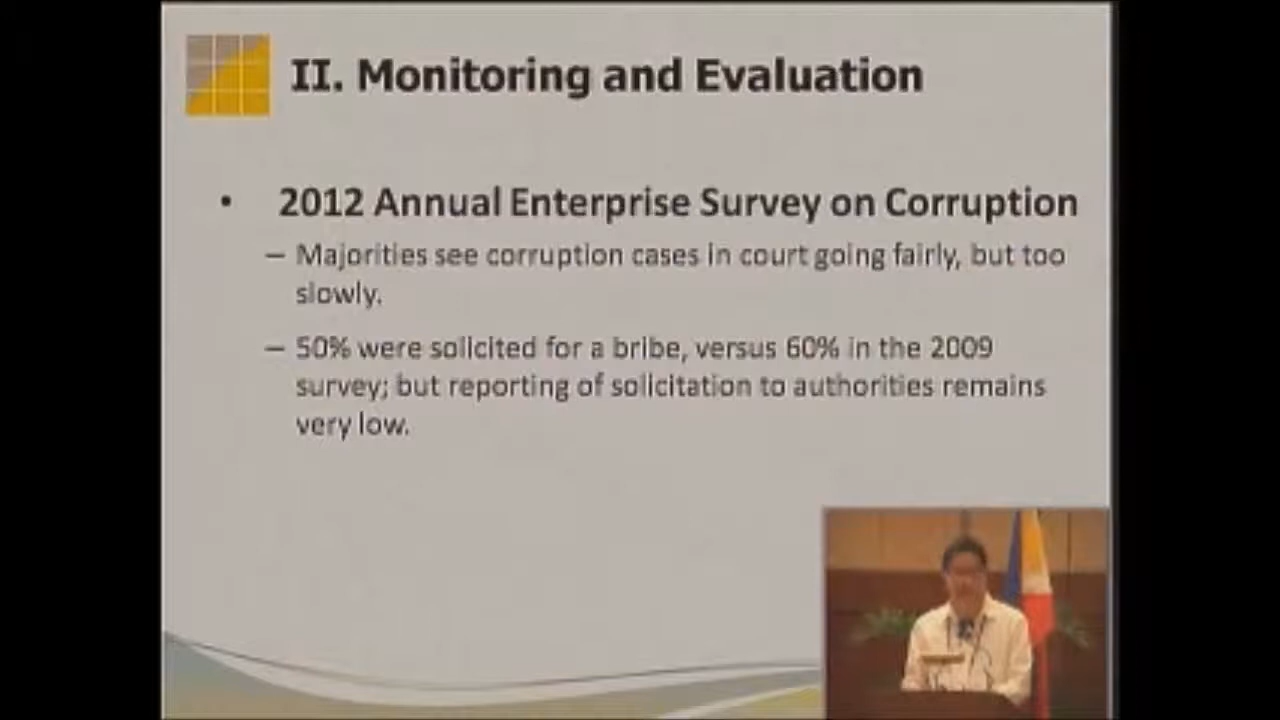 II. Monitoring and Evaluation
• 2012 Annual Enterprise Survey on Corruption
– Majorities see corruption cases in court going fairly, but too
slowly.
– 50% were solicited for a bribe, versus 60% in the 2009
survey; but reporting of solicitation to authorities remains
very low.